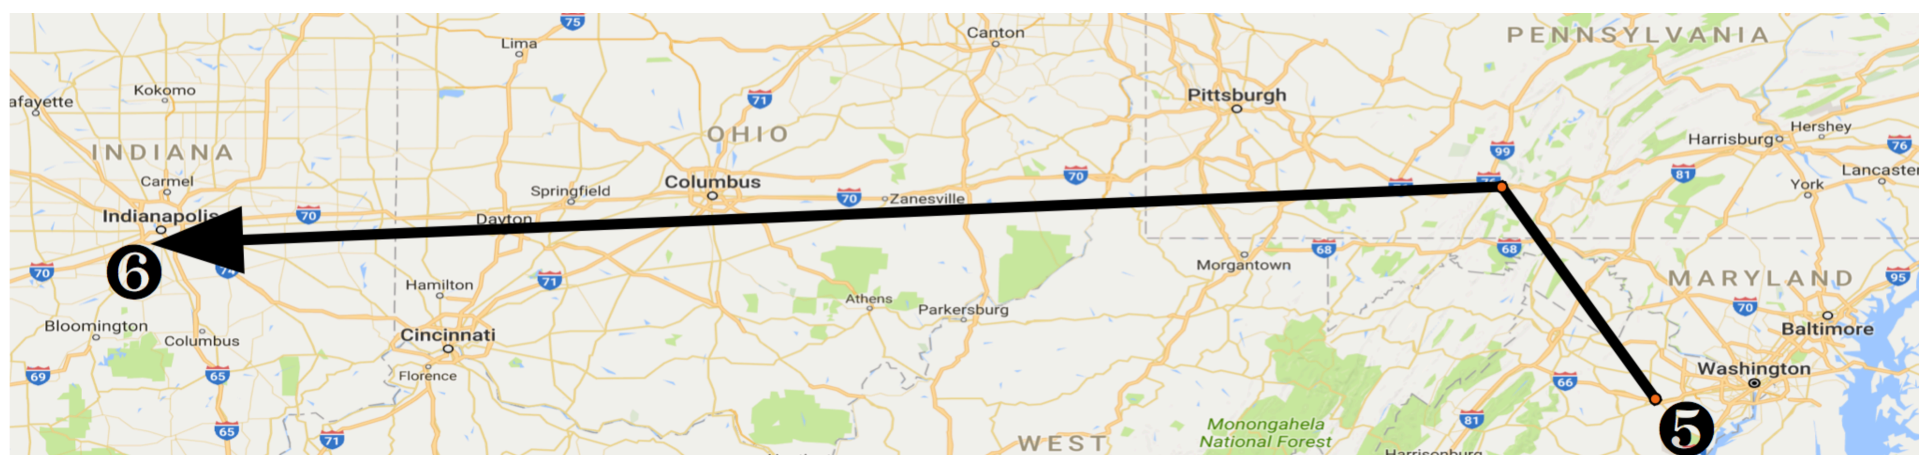 75
PENNSYLVANIA
Canton
Lima
Kokomo
Pittsburgh
71
afayette
Hershey
OHIO
Harrisburg
76
INDIANA
99
Lancaster
Carmel
Columbus
70
81
York
Springfield
70
Zanesville
Indianapolis
70
Dayton
68
68
Morgantown
MARYLAND
95
70
74
6
71
Hamilton
Athens
Parkersburg
70
Baltimore
Bloomington
Cincinnati
Columbus
Washington
69
65
Florence
66
65
71
81
Monongahela
National Forest
5
WEST
Harrisonburg